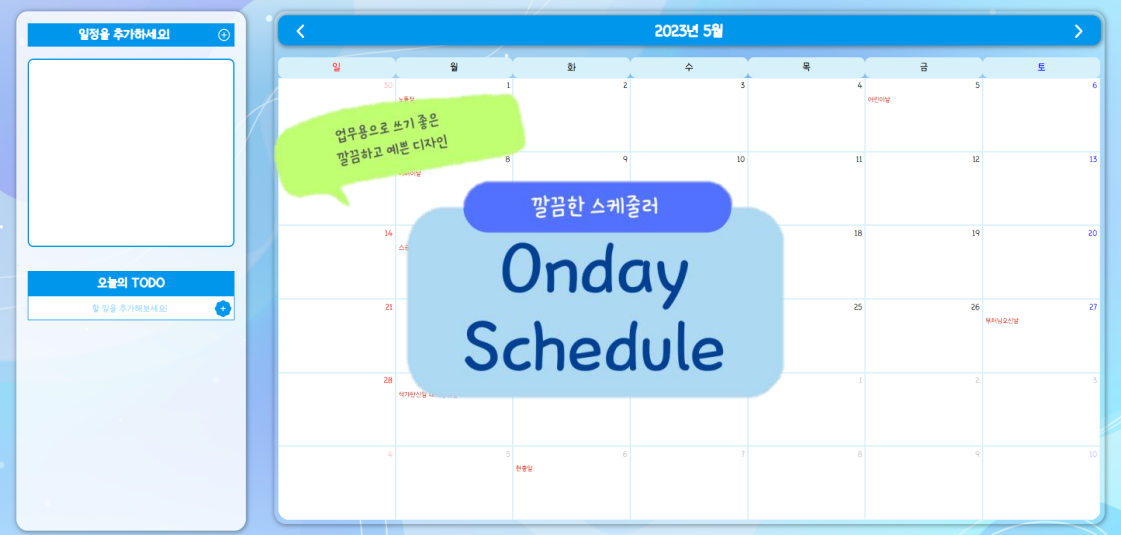 일정을 추가하세요!
오늘의 TODO
할 일을 추가해보세요!
2023년 5월
일 월 화 수 목 금 토
30 1 2 3 4 5 6
노동절 어린이날
업무용으로 쓰기 좋은
깔끔하고 예쁜 디자인
8 9 10 11 12 13
깔끔한 스케줄러
14 18 19 20
Onday
Schedule
21 25 26 27
부처님오신날
28 1 2 3
석가탄신일
4 5 6 7 8 9 10
현충일